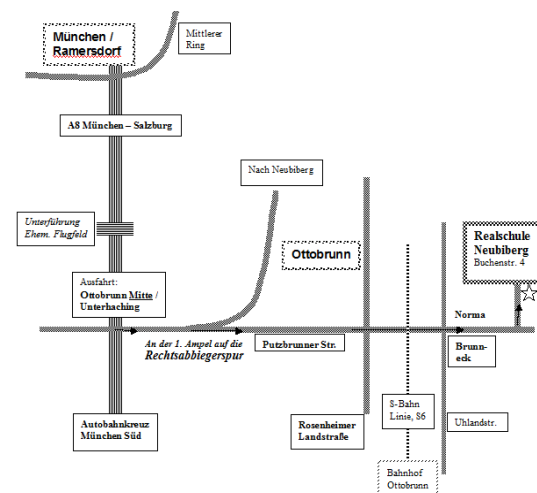 München /
Ramersdorf
Mittlerer
Ring
A8 München – Salzburg
Nach Neubiberg
Unterführung
Ehem. Flugfeld
Ottobrunn
Realschule
Neubiberg
Buchenstr. 4
Ausfahrt:
Ottobrunn Mitte /
Unterhaching
Norma
An der 1. Ampel auf die
Rechtsabbiegerspur
Putzbrunner Str.
Brunn-
eck
Autobahnkreuz
München Süd
Rosenheimer
Landstraße
S-Bahn
Linie, S6
Uhlandstr.
Bahnhof
Ottobrunn